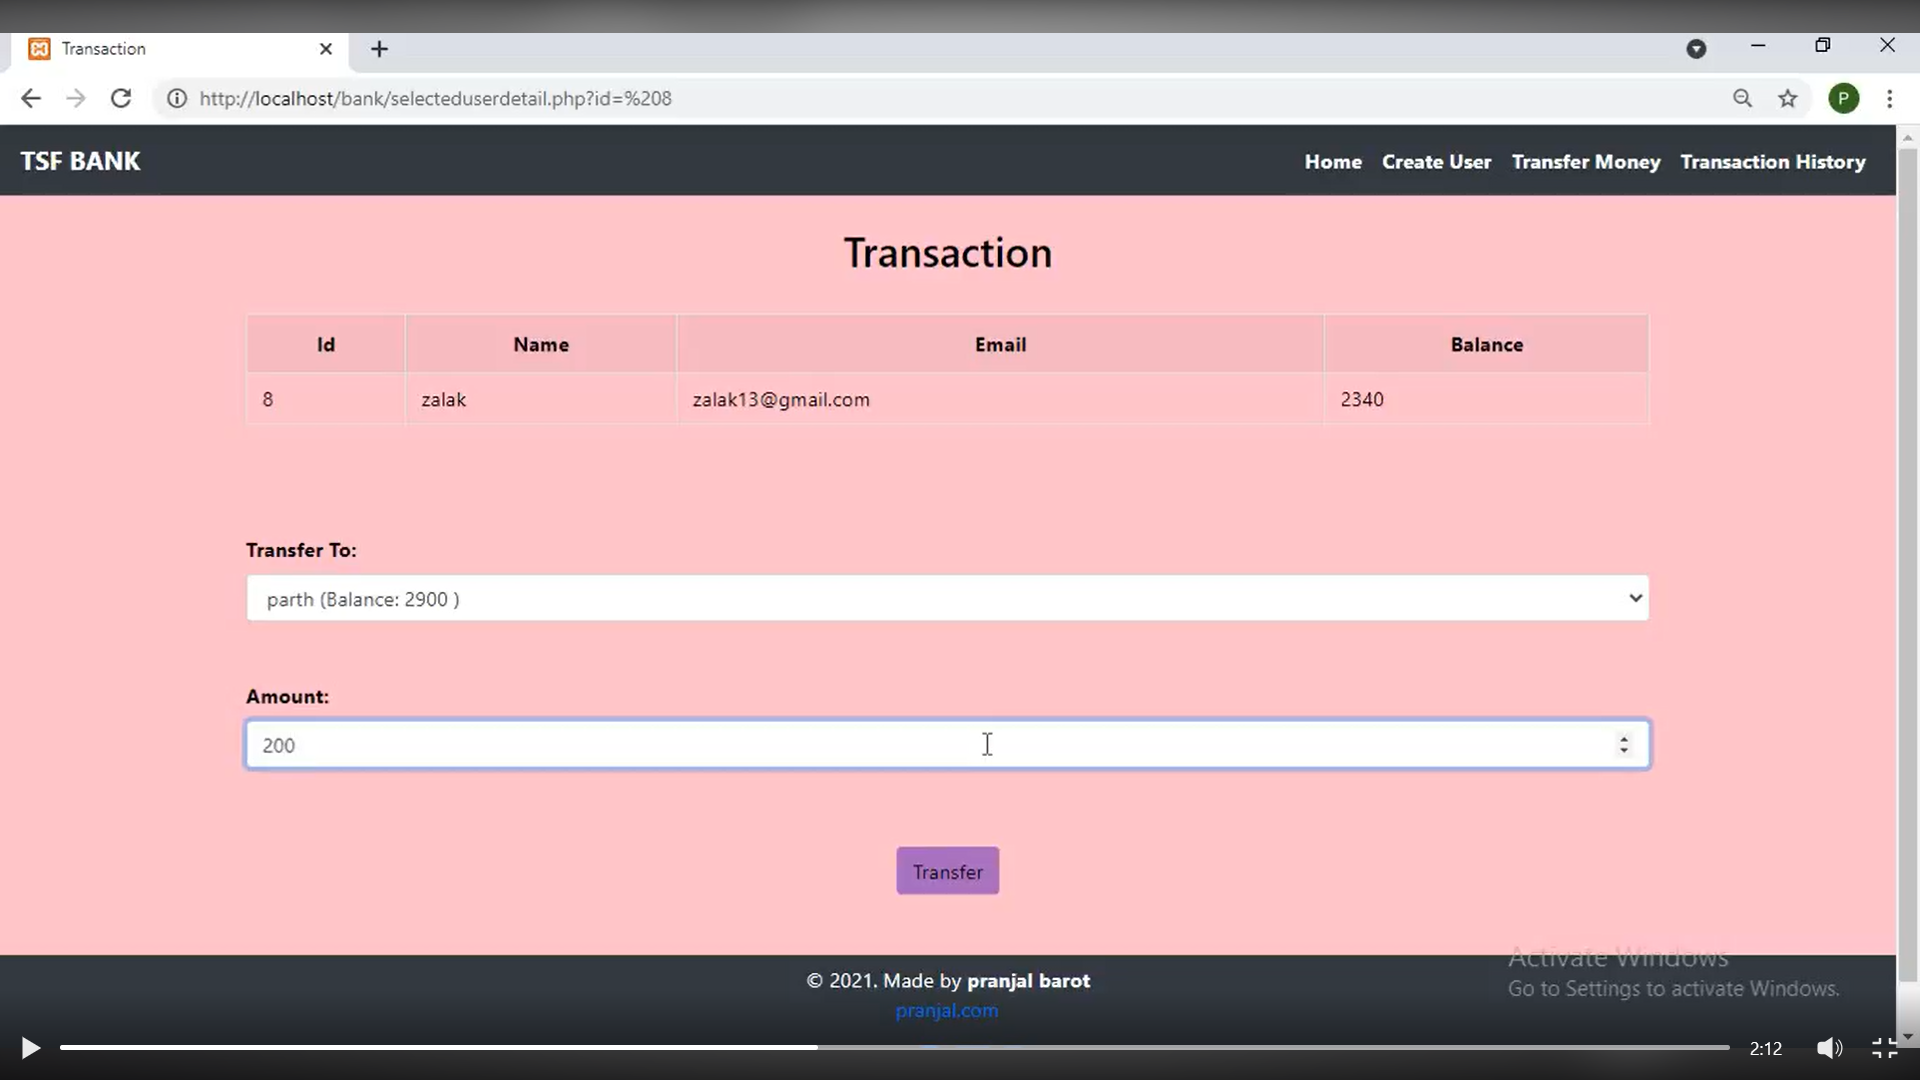 Transaction
http://localhost/bank/selecteduserdetail.php?id=%208
P
TSF BANK
Home Create User Transfer Money Transaction History
Transaction
Id Name Email Balance
8 zalak zalak13@gmail.com 2340
Transfer To:
parth (Balance: 2900 )
Amount:
200
Transfer
Activate Windows
Go to Settings to activate Windows.
© 2021. Made by pranjal barot
pranjal.com
2:12